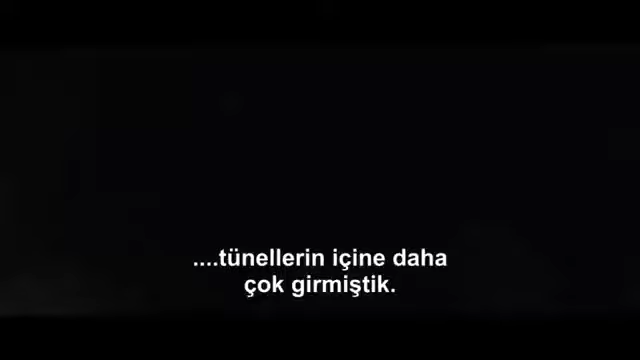 ....tünellerin içine daha
çok girmiştik.